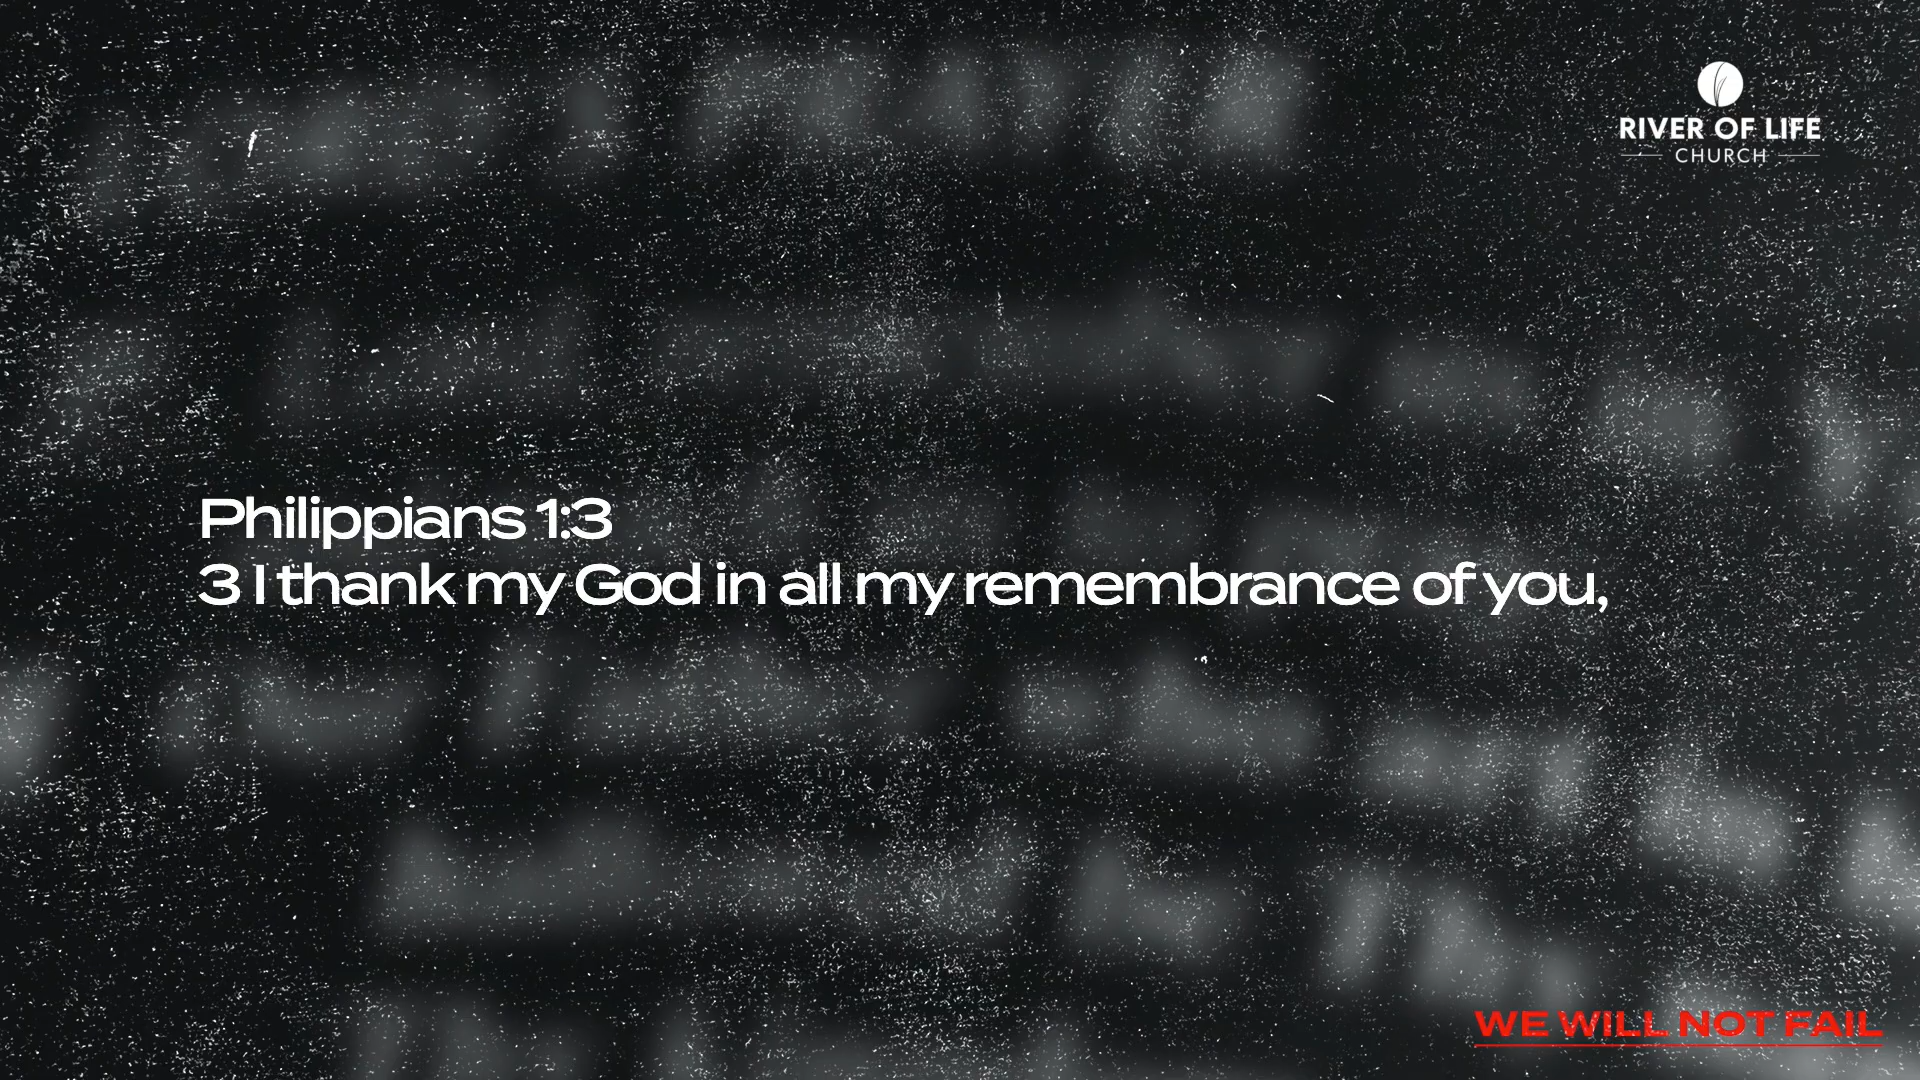 RIVER OF LIFE
CHURCH
Philippians 1:3
3 I thank my God in all my remembrance of you,
WE WILL NOT FAIL